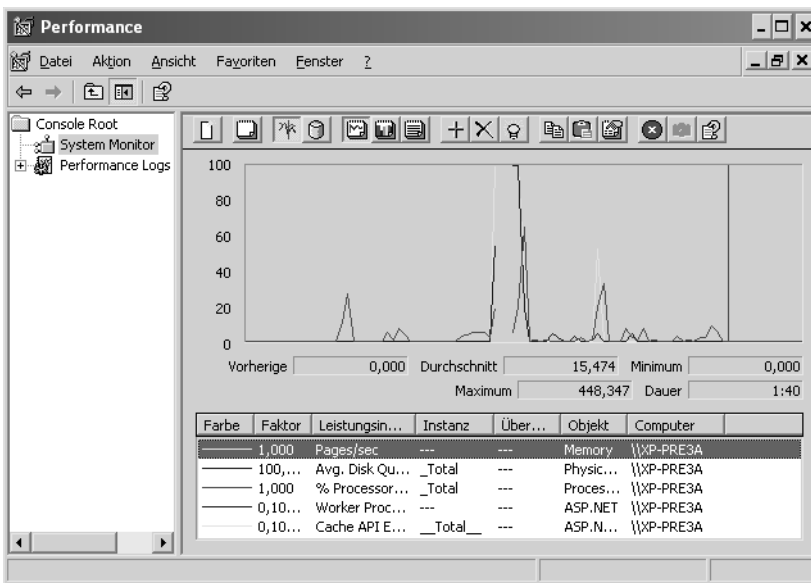 Performance
Datei Aktion Ansicht Favoriten Fenster ?
Console Root
System Monitor
Performance Logs
100
80
60
40
20
0
Vorherige 0,000 Durchschnitt 15,474 Minimum 0,000
Maximum 448,347 Dauer 1:40
Farbe Faktor Leistungsin... Instanz Über... Objekt Computer
1,000 Pages/sec --- --- Memory \\XP-PRE3A
100,... Avg. Disk Qu... _Total --- Physic... \\XP-PRE3A
1,000 % Processor... _Total --- Proces... \\XP-PRE3A
0,10... Worker Proc... --- --- ASP.NET \\XP-PRE3A
0,10... Cache API E... __Total__ --- ASP.N... \\XP-PRE3A